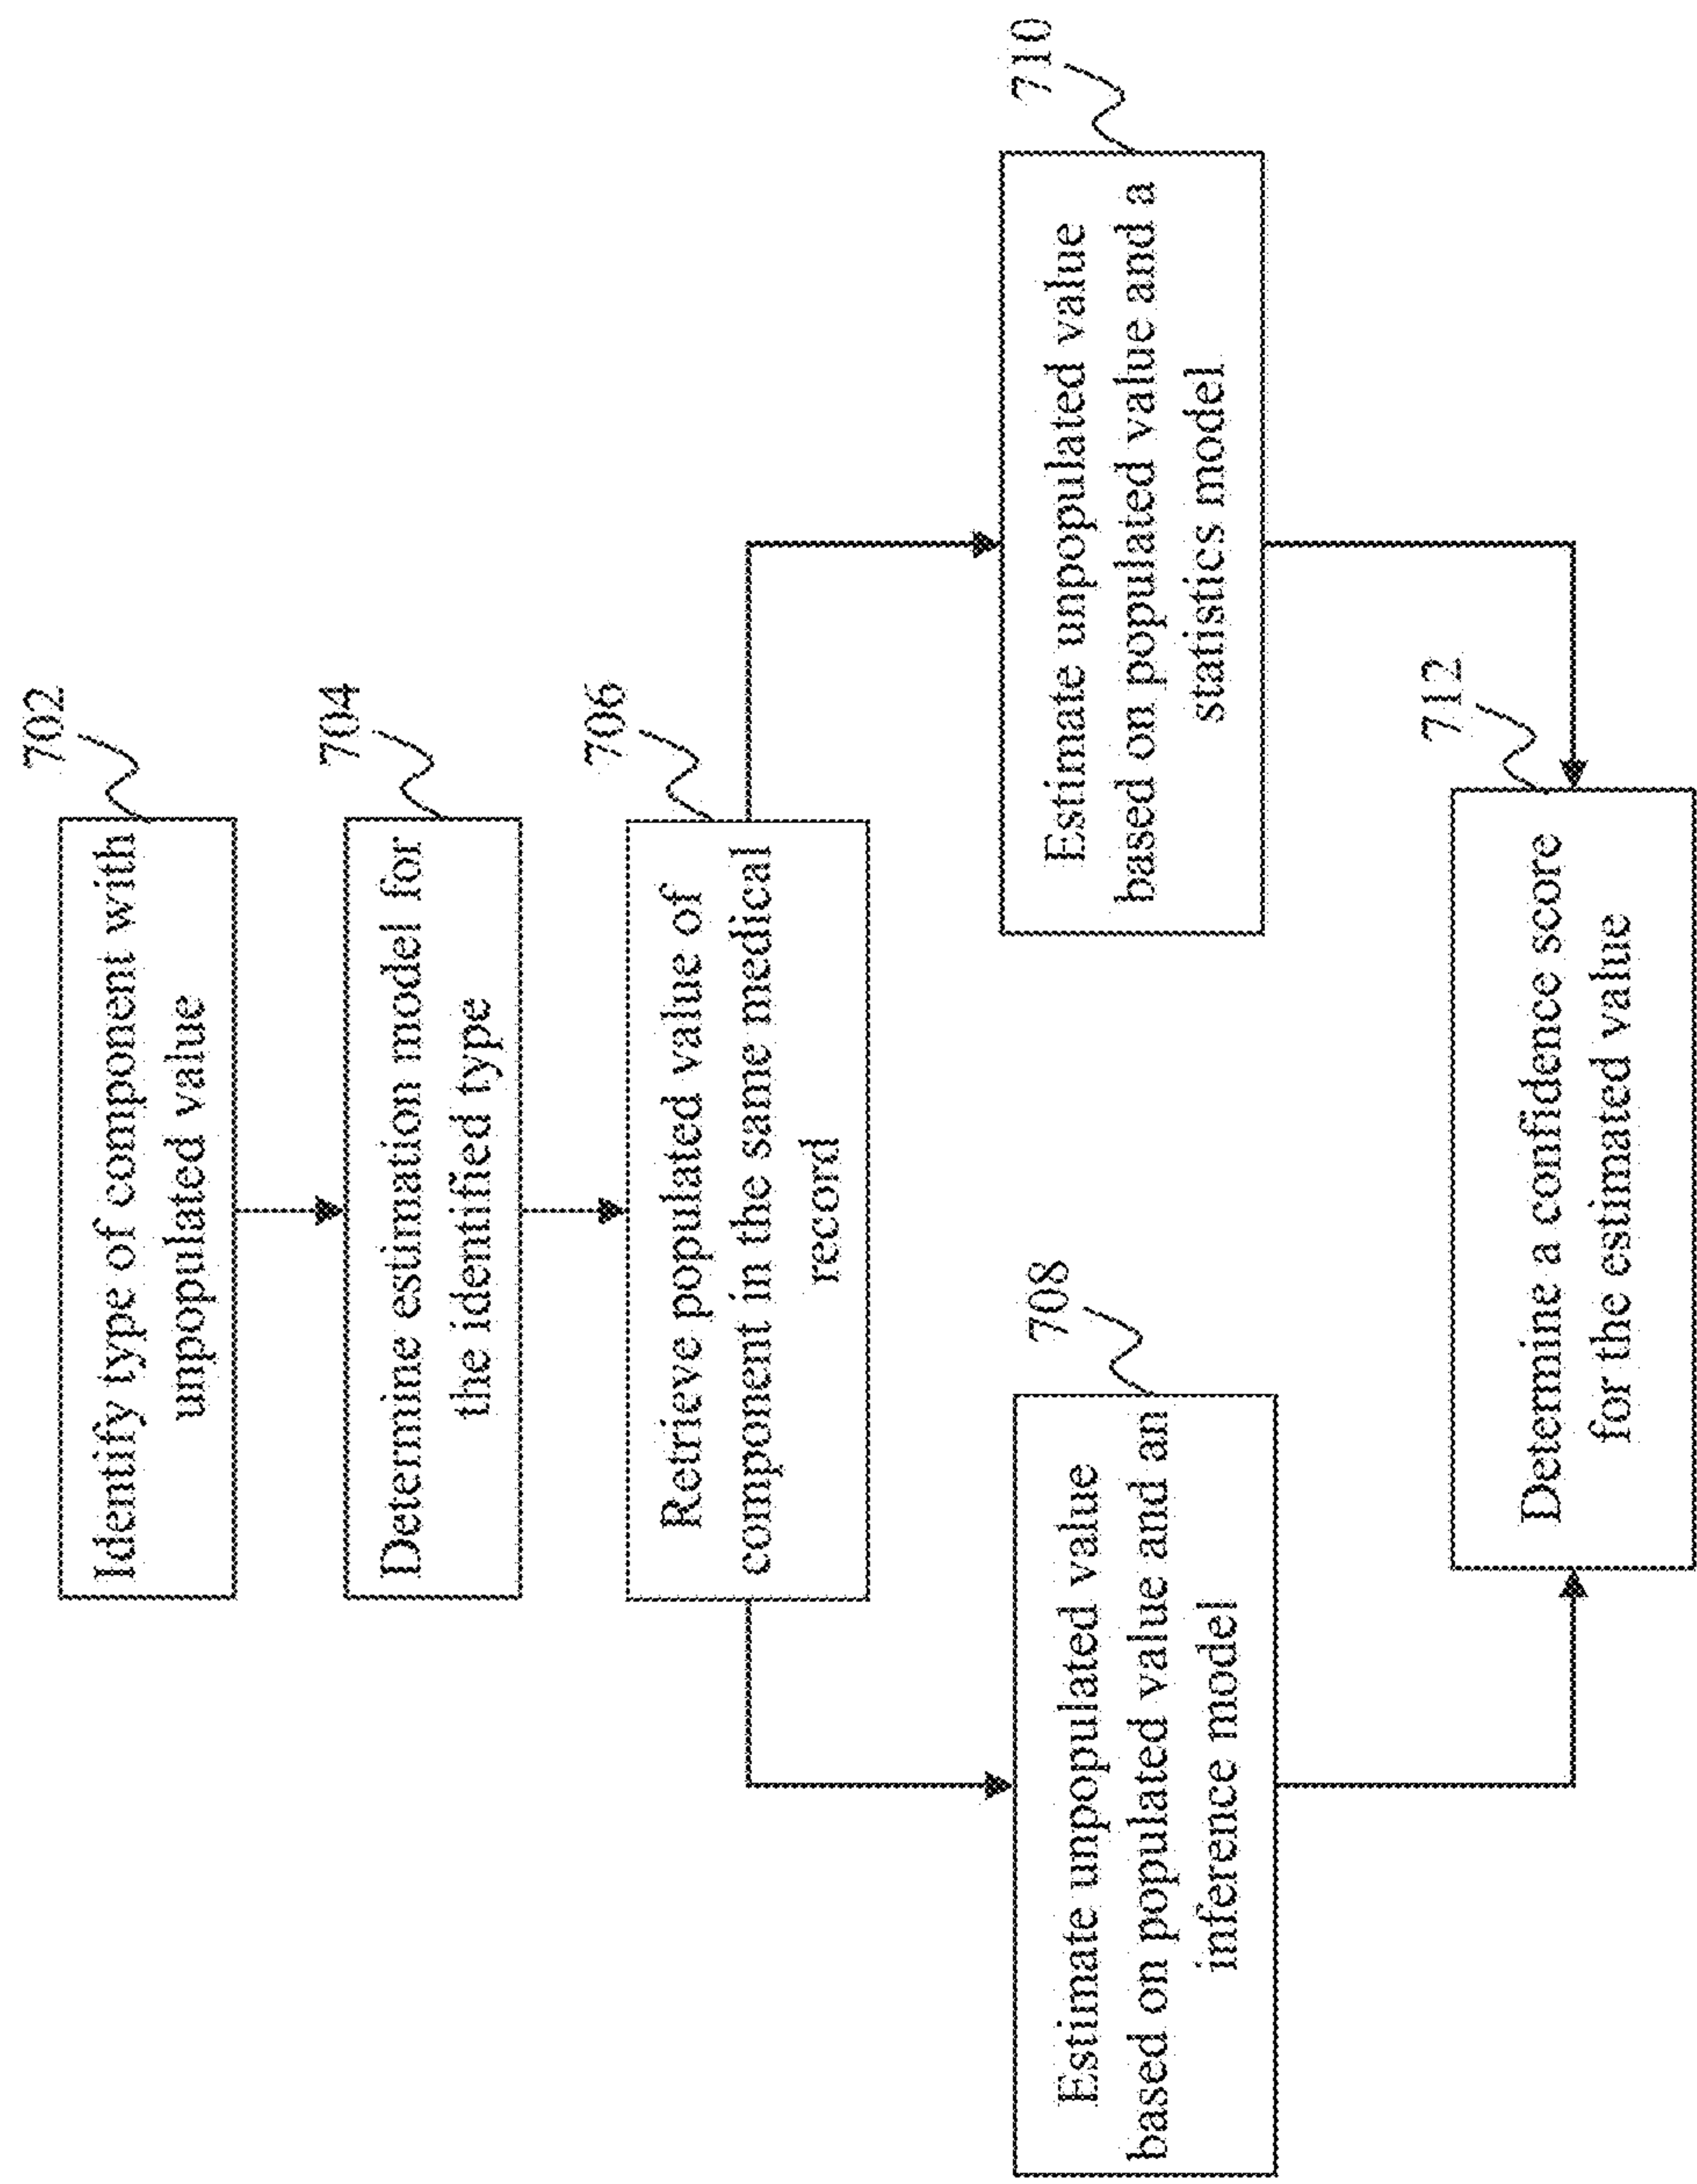 702
Identify type of component with
unpopulated value
704
Determine estimation model for
the identified type
706
Retrieve populated value of
component in the same medical
record
708
Estimate unpopulated value
based on populated value and an
inference model
710
Estimate unpopulated value
based on populated value and a
statistics model
712
Determine a confidence score
for the estimated value